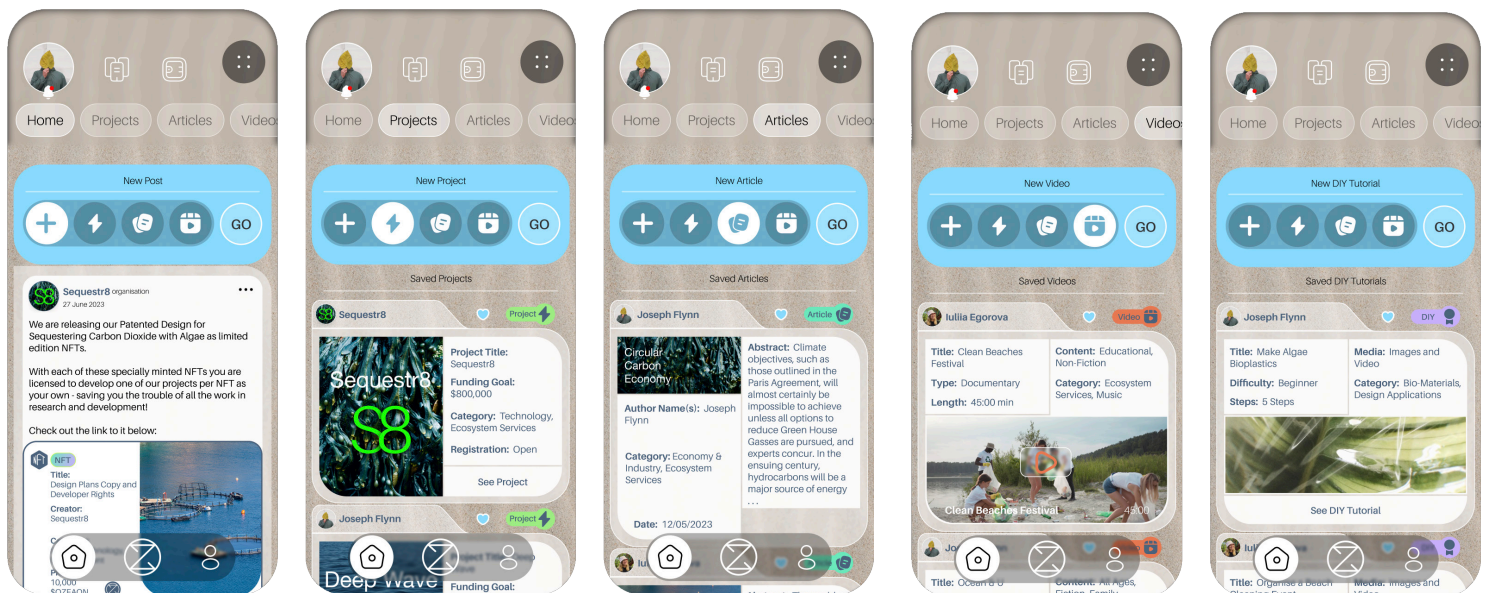 Home
Projects
Articles
Videos
New Post
GO
S8
Sequestr8 organisation
27 June 2023
We are releasing our Patented Design for
Sequestering Carbon Dioxide with Algae as limited
edition NFTs.
With each of these specially minted NFTs you are
licensed to develop one of our projects per NFT as
your own - saving you the trouble of all the work in
research and development!
Check out the link to it below:
NFT
NFT
Title:
Design Plans Copy and
Developer Rights
Creator:
Sequestr8
10,000
$OZEAON
Home
Projects
Articles
Video
New Project
GO
Saved Projects
S8
Sequestr8
Project
Sequestr8
S8
Project Title:
Sequestr8
Funding Goal:
$800,000
Category: Technology,
Ecosystem Services
Registration: Open
See Project
Joseph Flynn
Project
Deep Wave
Project Title: Deep
Wave
Funding Goal:
Home
Projects
Articles
Video
New Article
GO
Saved Articles
Joseph Flynn
Article
Circular
Carbon
Economy
Author Name(s): Joseph
Flynn
Category: Economy &
Industry, Ecosystem
Services
Date: 12/05/2023
Abstract: Climate
objectives, such as
those outlined in the
Paris Agreement, will
almost certainly be
impossible to achieve
unless all options to
reduce Green House
Gasses are pursued, and
experts concur. In the
ensuing century,
hydrocarbons will be a
major source of energy
. . .
Home
Projects
Articles
Videos
New Video
GO
Saved Videos
Iuliia Egorova
Video
Title: Clean Beaches
Festival
Type: Documentary
Length: 45:00 min
Content: Educational,
Non-Fiction
Category: Ecosystem
Services, Music
Clean Beaches Festival
45:00
Title: Ocean & U
Content: All Ages,
Fiction, Family
Home
Projects
Articles
Video
New DIY Tutorial
GO
Saved DIY Tutorials
Joseph Flynn
DIY
Title: Make Algae
Bioplastics
Difficulty: Beginner
Steps: 5 Steps
Media: Images and
Video
Category: Bio-Materials,
Design Applications
See DIY Tutorial
DIY
Title: Organise a Beach
Cleaning Event
Media: Images and
Video